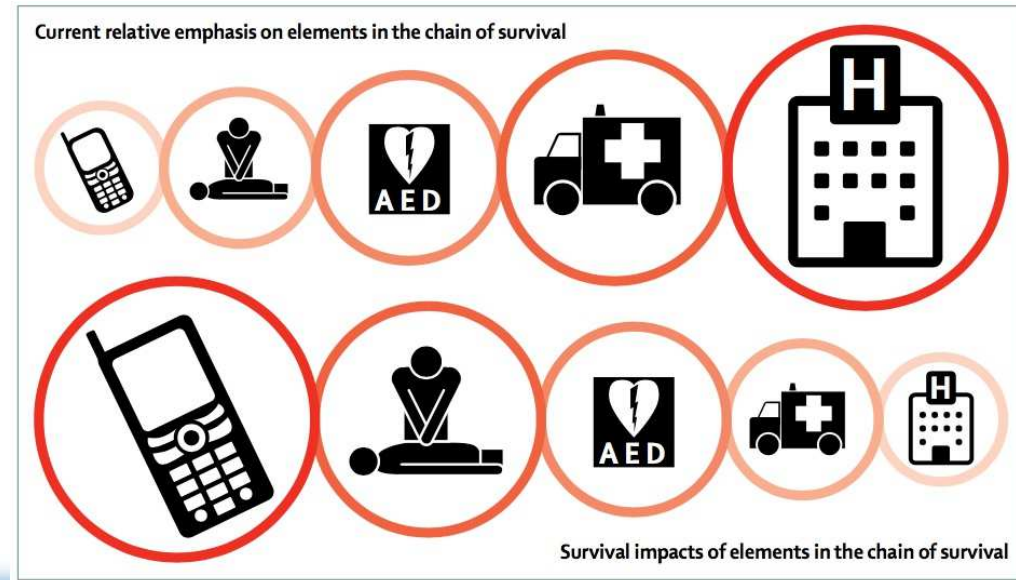 Current relative emphasis on elements in the chain of survival
H
AED
AED
H
Survival impacts of elements in the chain of survival